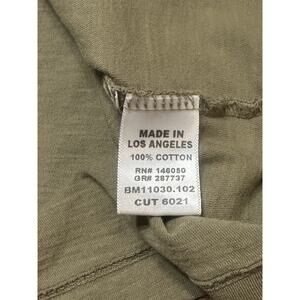 MADE IN
LOS ANGELES
100% COTTON
RN# 146050
GR# 287737
BM11030.102
CUT 6021